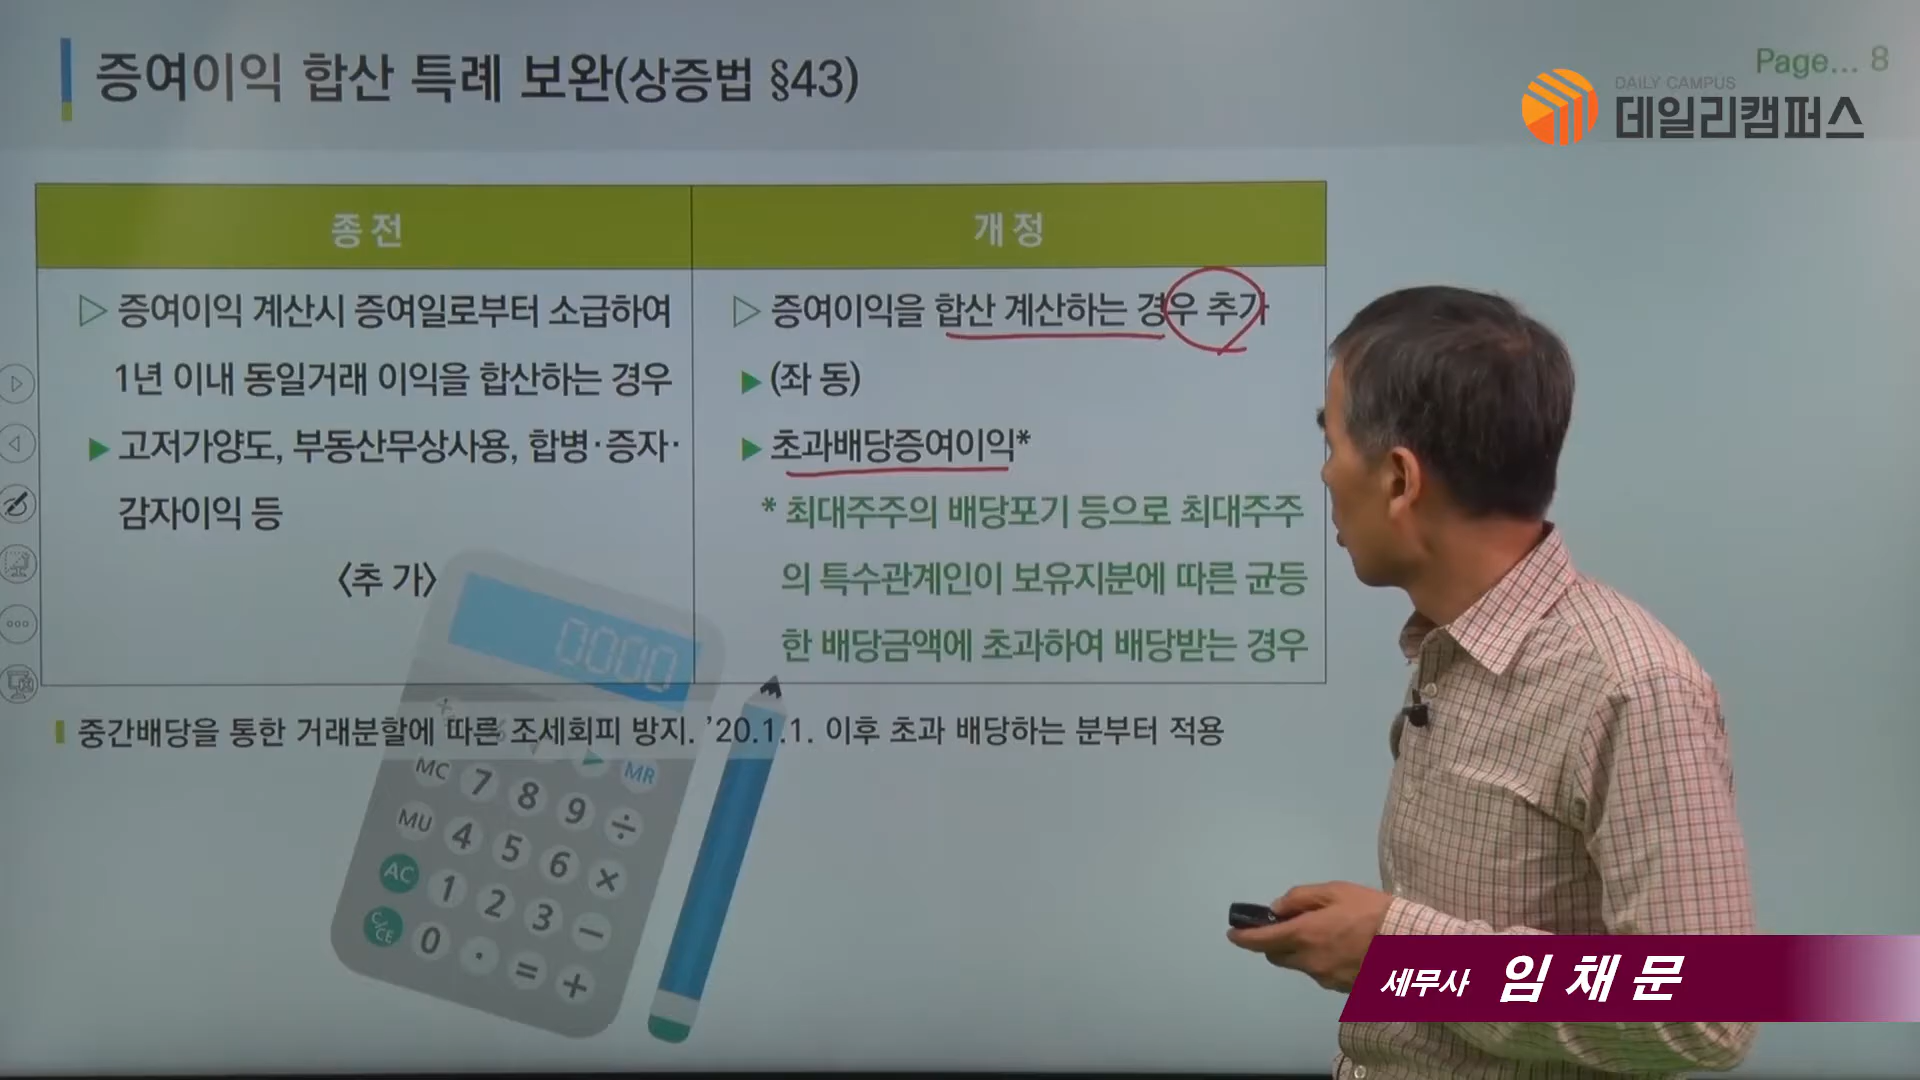 증여이익 합산 특례 보완(상증법 §43)
Page... 8
DAILY CAMPUS
데일리캠퍼스
종 전
개 정
▷ 증여이익 계산시 증여일로부터 소급하여
1년 이내 동일거래 이익을 합산하는 경우
▶ 고저가양도, 부동산무상사용, 합병·증자·
감자이익 등
<추 가>
▷ 증여이익을 합산 계산하는 경우 추가
▶ (좌 동)
▶ 초과배당증여이익*
* 최대주주의 배당포기 등으로 최대주주
의 특수관계인이 보유지분에 따른 균등
한 배당금액에 초과하여 배당받는 경우
중간배당을 통한 거래분할에 따른 조세회피 방지. ’20.1.1. 이후 초과 배당하는 분부터 적용
0000
MC 7 8 9 ÷ MR
MU 4 5 6 ×
AC 1 2 3 −
C/CE 0 · = +
세무사 임 채 문